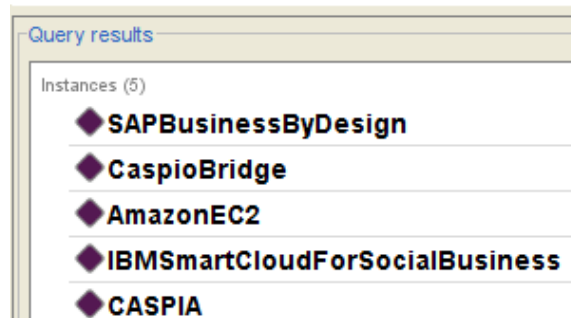 Query results
Instances (5)
SAPBusinessByDesign
CaspioBridge
AmazonEC2
IBMSmartCloudForSocialBusiness
CASPIA